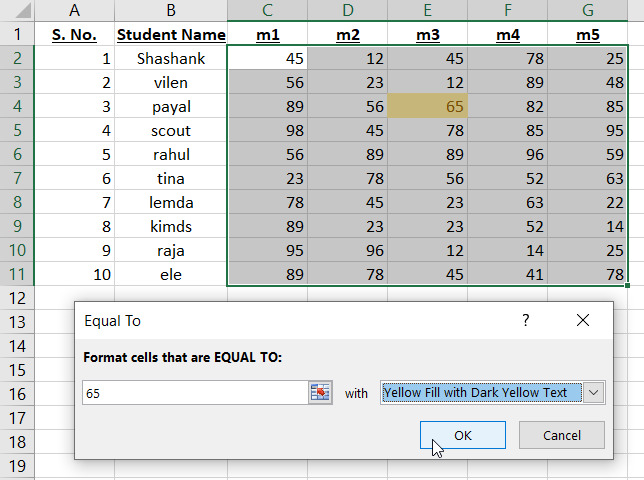 A B C D E F G
1 S. No. Student Name m1 m2 m3 m4 m5
2 1 Shashank 45 12 45 78 25
3 2 vilen 56 23 12 89 48
4 3 payal 89 56 65 82 85
5 4 scout 98 45 78 85 95
6 5 rahul 56 89 89 96 59
7 6 tina 23 78 56 52 63
8 7 lemda 78 45 23 63 22
9 8 kimds 89 23 23 52 14
10 9 raja 95 96 12 14 25
11 10 ele 89 78 45 41 78
12
13 Equal To ?
14 Format cells that are EQUAL TO:
15
16 65 with Yellow Fill with Dark Yellow Text
17
18 OK Cancel
19